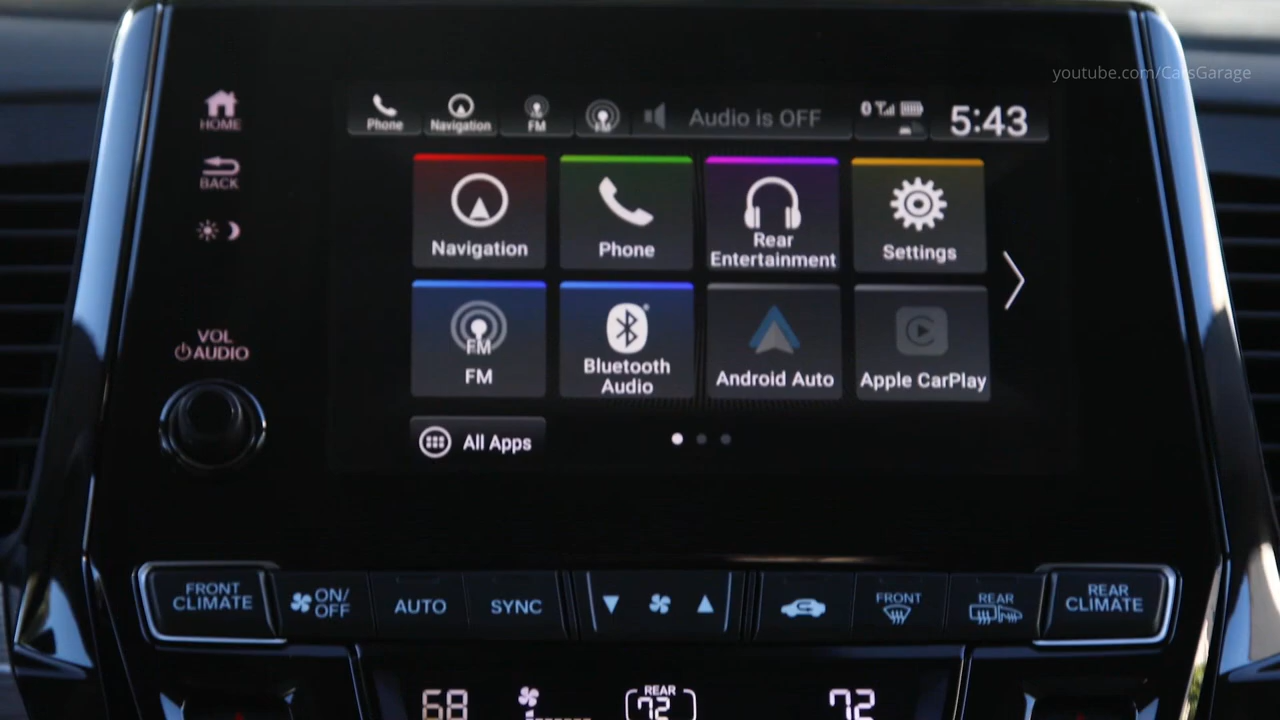 youtube.com/CarsGarage
HOME
BACK
VOL
AUDIO
Phone
Navigation
FM
FM
Audio is OFF
5:43
Navigation
Phone
Rear
Entertainment
Settings
FM
FM
Bluetooth
Audio
Android Auto
Apple CarPlay
All Apps
FRONT
CLIMATE
ON/
OFF
AUTO
SYNC
FRONT
REAR
REAR
CLIMATE
68
REAR
72
72